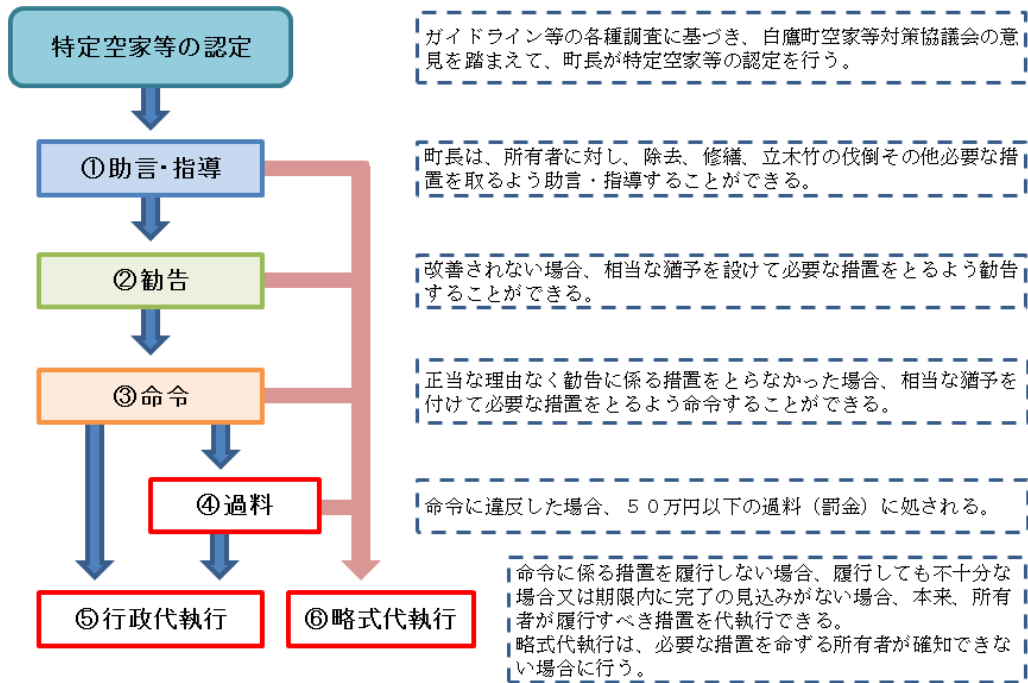 特定空家等の認定
ガイドライン等の各種調査に基づき、白鷹町空家等対策協議会の意
見を踏まえて、町長が特定空家等の認定を行う。
①助言・指導
町長は、所有者に対し、除去、修繕、立木竹の伐倒その他必要な措
置を取るよう助言・指導することができる。
②勧告
改善されない場合、相当な猶予を設けて必要な措置をとるよう勧告
することができる。
③命令
正当な理由なく勧告に係る措置をとらなかった場合、相当な猶予を
付けて必要な措置をとるよう命令することができる。
④過料
命令に違反した場合、５０万円以下の過料（罰金）に処される。
⑤行政代執行
⑥略式代執行
命令に係る措置を履行しない場合、履行しても不十分な
場合又は期限内に完了の見込みがない場合、本来、所有
者が履行すべき措置を代執行できる。
略式代執行は、必要な措置を命ずる所有者が確知できな
い場合に行う。